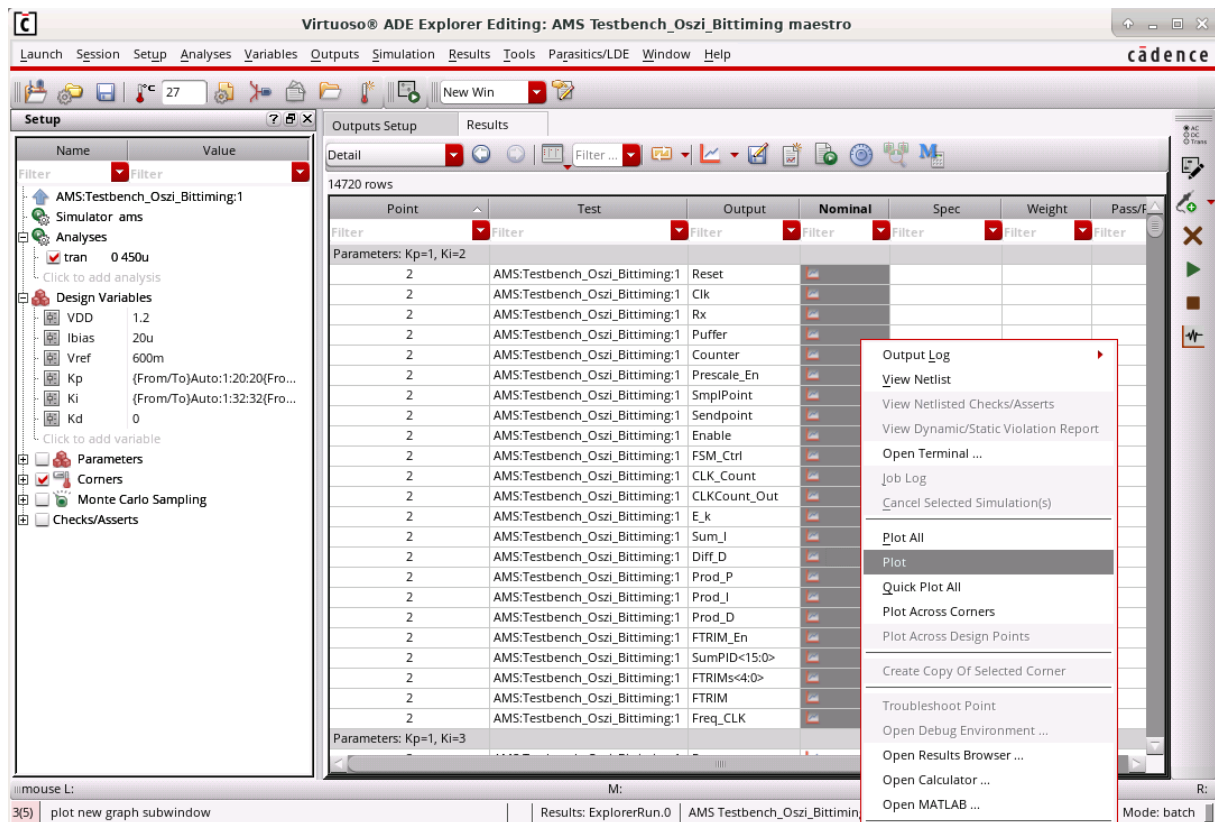 Virtuoso® ADE Explorer Editing: AMS Testbench_Oszi_Bittiming maestro
Launch Session Setup Analyses Variables Outputs Simulation Results Tools Parasitics/LDE Window Help
cādence
°C 27 New Win
Setup
Name Value
Filter Filter
AMS:Testbench_Oszi_Bittiming:1
Simulator ams
Analyses
tran 0 450u
Click to add analysis
Design Variables
VDD 1.2
Ibias 20u
Vref 600m
Kp {From/To}Auto:1:20:20{Fro...
Ki {From/To}Auto:1:32:32{Fro...
Kd 0
Click to add variable
Parameters
Corners
Monte Carlo Sampling
Checks/Asserts
Outputs Setup Results
Detail Filter ...
14720 rows
Point Test Output Nominal Spec Weight Pass/F
Filter Filter Filter Filter Filter Filter Filter
Parameters: Kp=1, Ki=2
2 AMS:Testbench_Oszi_Bittiming:1 Reset
2 AMS:Testbench_Oszi_Bittiming:1 Clk
2 AMS:Testbench_Oszi_Bittiming:1 Rx
2 AMS:Testbench_Oszi_Bittiming:1 Puffer
2 AMS:Testbench_Oszi_Bittiming:1 Counter
2 AMS:Testbench_Oszi_Bittiming:1 Prescale_En
2 AMS:Testbench_Oszi_Bittiming:1 SmplPoint
2 AMS:Testbench_Oszi_Bittiming:1 Sendpoint
2 AMS:Testbench_Oszi_Bittiming:1 Enable
2 AMS:Testbench_Oszi_Bittiming:1 FSM_Ctrl
2 AMS:Testbench_Oszi_Bittiming:1 CLK_Count
2 AMS:Testbench_Oszi_Bittiming:1 CLKCount_Out
2 AMS:Testbench_Oszi_Bittiming:1 E_k
2 AMS:Testbench_Oszi_Bittiming:1 Sum_I
2 AMS:Testbench_Oszi_Bittiming:1 Diff_D
2 AMS:Testbench_Oszi_Bittiming:1 Prod_P
2 AMS:Testbench_Oszi_Bittiming:1 Prod_I
2 AMS:Testbench_Oszi_Bittiming:1 Prod_D
2 AMS:Testbench_Oszi_Bittiming:1 FTRIM_En
2 AMS:Testbench_Oszi_Bittiming:1 SumPID<15:0>
2 AMS:Testbench_Oszi_Bittiming:1 FTRIMs<4:0>
2 AMS:Testbench_Oszi_Bittiming:1 FTRIM
2 AMS:Testbench_Oszi_Bittiming:1 Freq_CLK
Parameters: Kp=1, Ki=3
Output Log
View Netlist
View Netlisted Checks/Asserts
View Dynamic/Static Violation Report
Open Terminal ...
Job Log
Cancel Selected Simulation(s)
Plot All
Plot
Quick Plot All
Plot Across Corners
Plot Across Design Points
Create Copy Of Selected Corner
Troubleshoot Point
Open Debug Environment ...
Open Results Browser ...
Open Calculator ...
Open MATLAB ...
AC
DC
Trans
mouse L: M: R:
3(5) plot new graph subwindow Results: ExplorerRun.0 AMS Testbench_Oszi_Bittimin Mode: batch